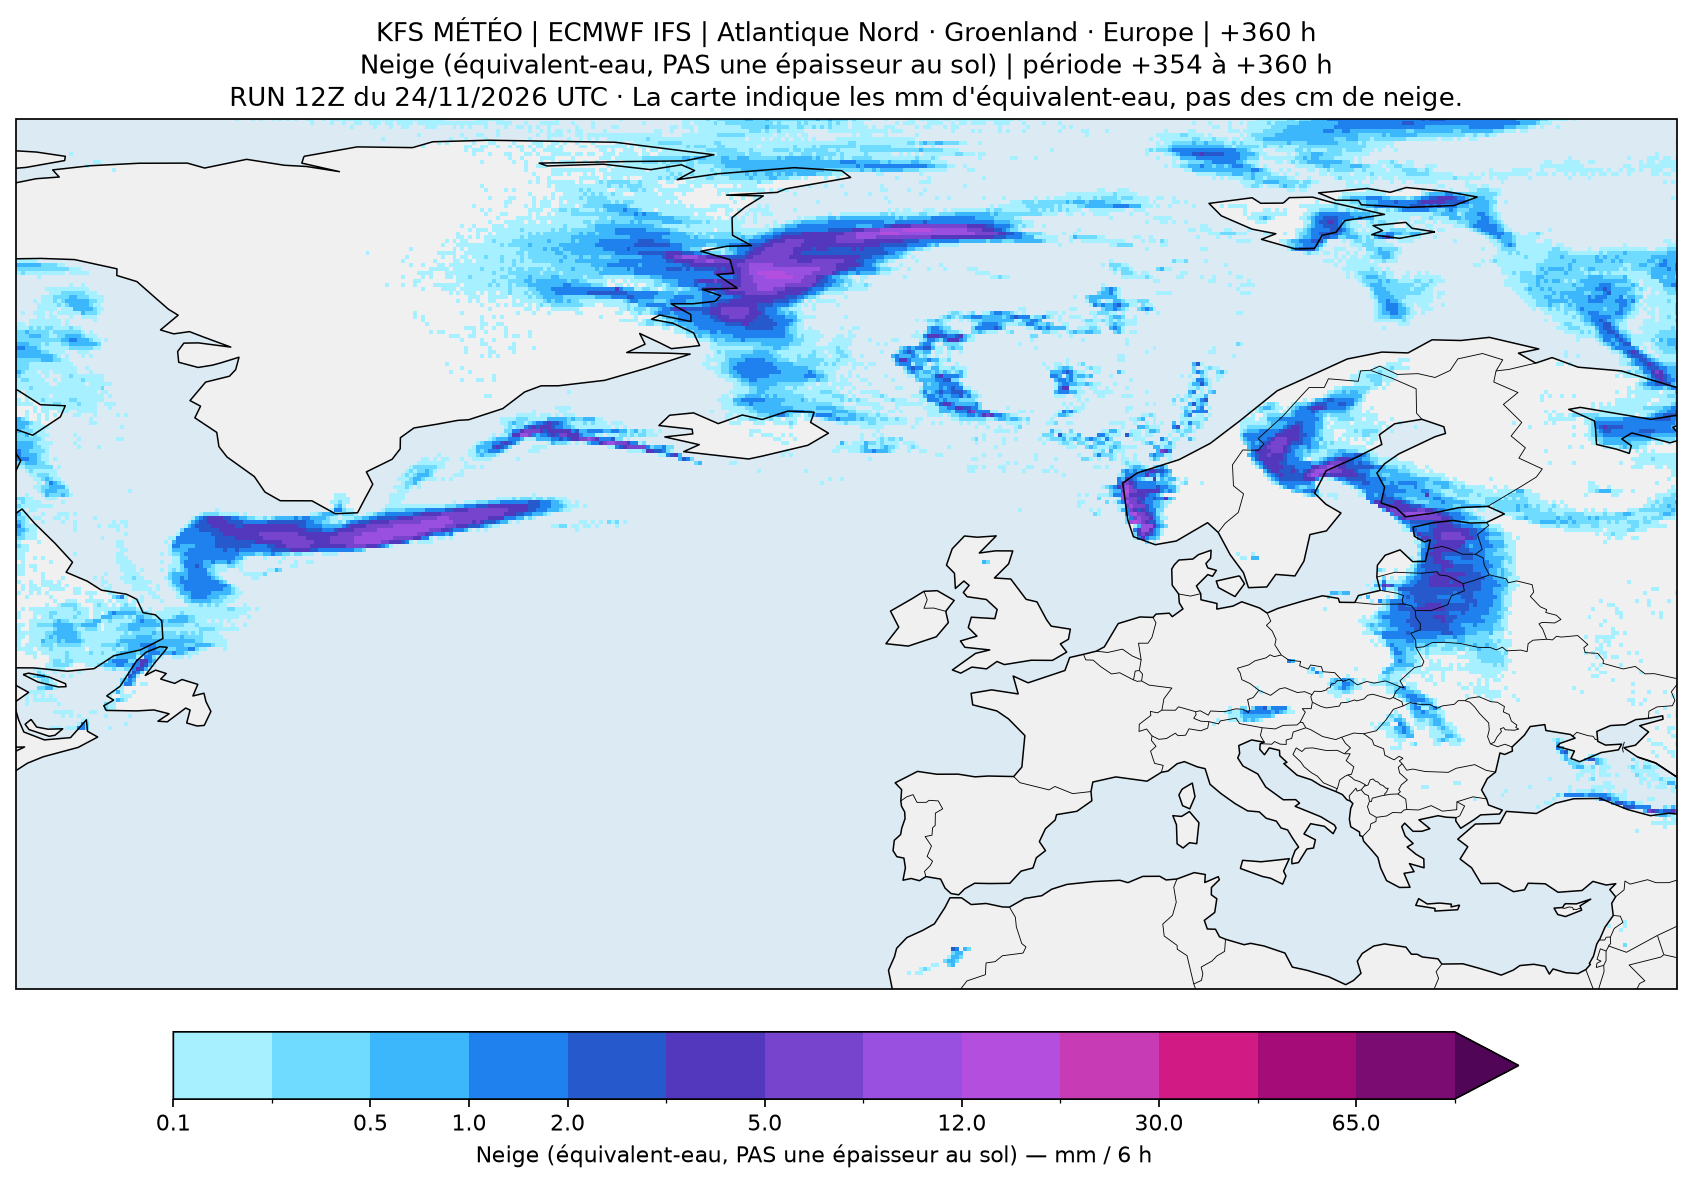 KFS MÉTÉO | ECMWF IFS | Atlantique Nord · Groenland · Europe | +360 h
Neige (équivalent-eau, PAS une épaisseur au sol) | période +354 à +360 h
RUN 12Z du 24/11/2026 UTC · La carte indique les mm d'équivalent-eau, pas des cm de neige.
0.1 0.5 1.0 2.0 5.0 12.0 30.0 65.0
Neige (équivalent-eau, PAS une épaisseur au sol) — mm / 6 h